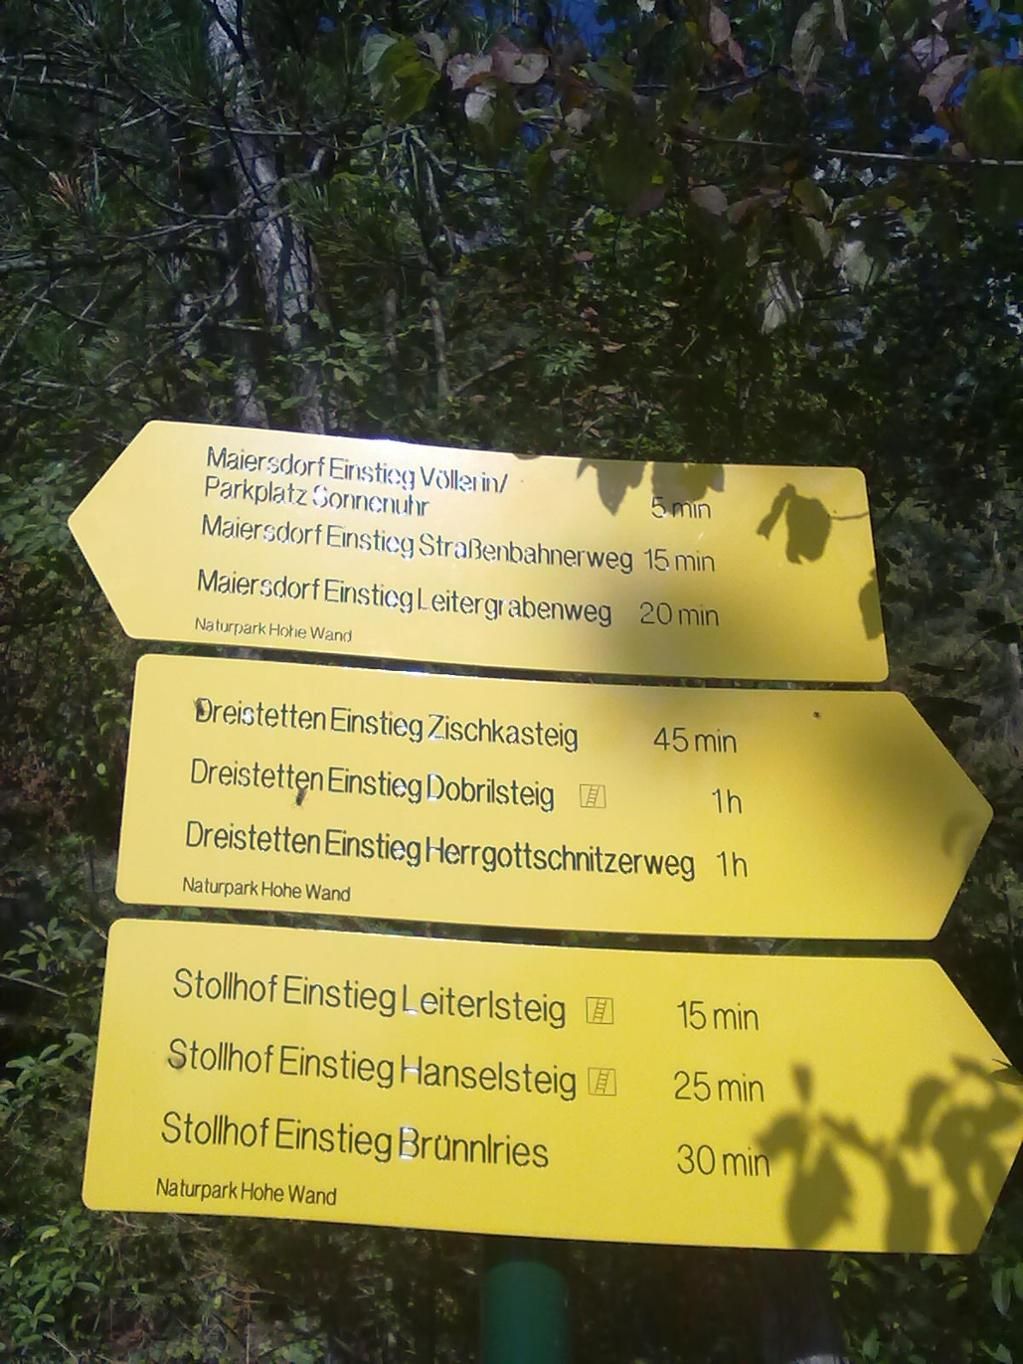 Maiersdorf Einstieg Völlerin/
Parkplatz Sonnenuhr 5 min
Maiersdorf Einstieg Straßenbahnerweg 15 min
Maiersdorf Einstieg Leitergrabenweg 20 min
Naturpark Hohe Wand
Dreistetten Einstieg Zischkasteig 45 min
Dreistetten Einstieg Dobrilsteig 1h
Dreistetten Einstieg Herrgottschnitzerweg 1h
Naturpark Hohe Wand
Stollhof Einstieg Leiterlsteig 15 min
Stollhof Einstieg Hanselsteig 25 min
Stollhof Einstieg Brünnlries 30 min
Naturpark Hohe Wand